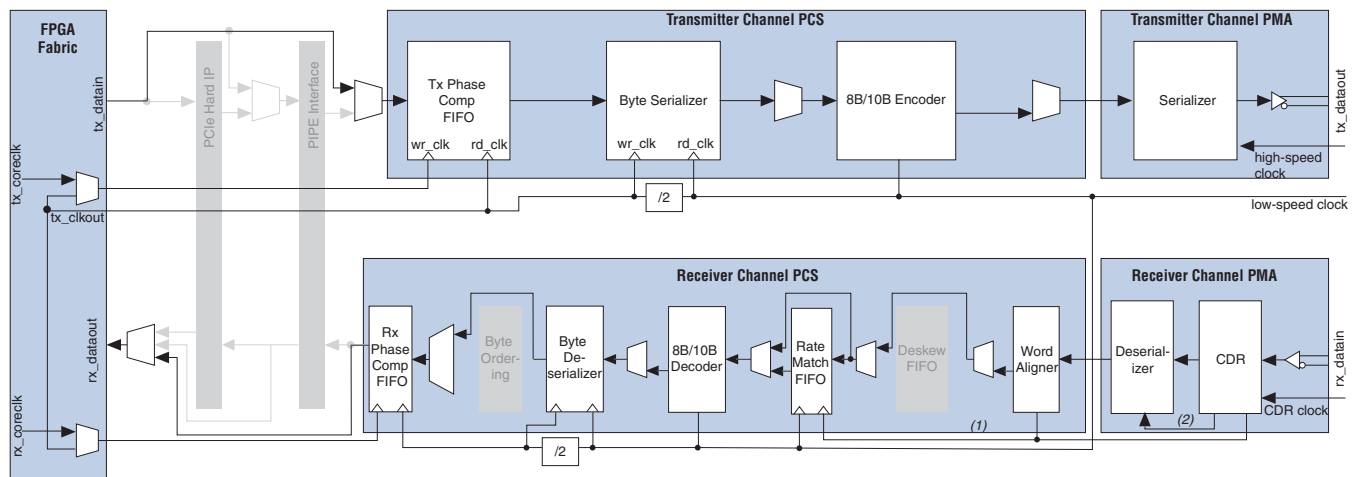 FPGA
Fabric
tx_datain
tx_coreclk
tx_clkout
rx_dataout
rx_coreclk
PCIe Hard IP
PIPE Interface
Transmitter Channel PCS
Tx Phase
Comp
FIFO
wr_clk
rd_clk
Byte Serializer
wr_clk
rd_clk
8B/10B Encoder
/2
Transmitter Channel PMA
Serializer
tx_dataout
high-speed
clock
low-speed clock
Receiver Channel PCS
Rx
Phase
Comp
FIFO
Byte
Order-
ing
Byte
De-
serializer
8B/10B
Decoder
Rate
Match
FIFO
Deskew
FIFO
Word
Aligner
(1)
/2
Receiver Channel PMA
Deserial-
izer
CDR
rx_datain
CDR clock
(2)